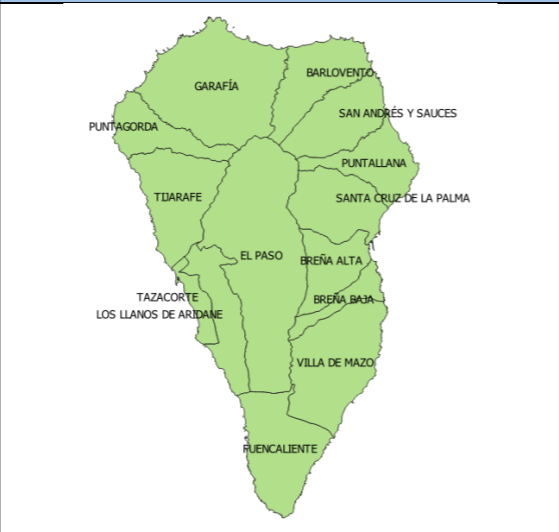 BARLOVENTO
GARAFÍA
SAN ANDRÉS Y SAUCES
PUNTAGORDA
PUNTALLANA
TIJARAFE
SANTA CRUZ DE LA PALMA
EL PASO
BREÑA ALTA
TAZACORTE
BREÑA BAJA
LOS LLANOS DE ARIDANE
VILLA DE MAZO
FUENCALIENTE